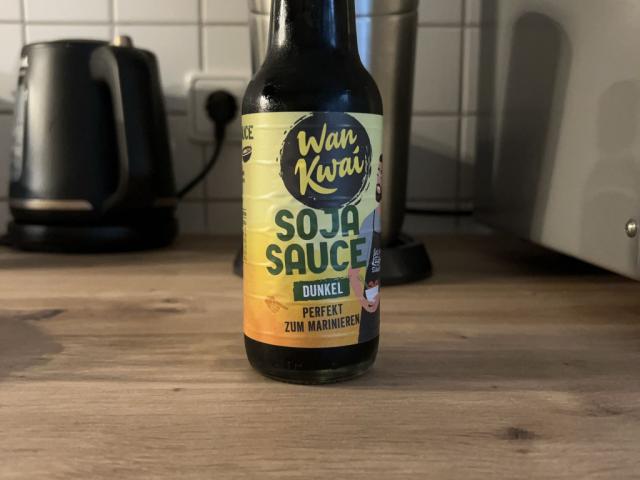 Wan
Kwai
SOJA
SAUCE
DUNKEL
PERFEKT
ZUM MARINIEREN